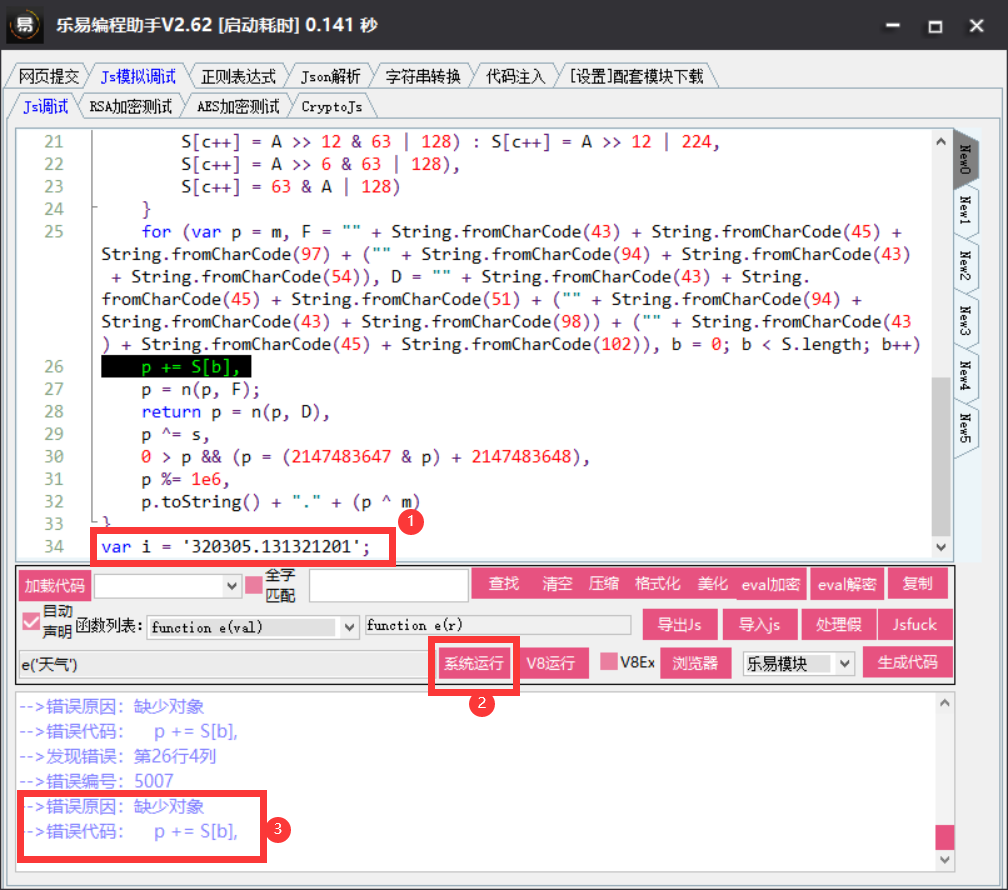 易 乐易编程助手V2.62 [启动耗时] 0.141 秒
网页提交 Js模拟调试 正则表达式 Json解析 字符串转换 代码注入 [设置]配套模块下载
Js调试 RSA加密测试 AES加密测试 CryptoJs
21 S[c++] = A >> 12 & 63 | 128) : S[c++] = A >> 12 | 224,
22 S[c++] = A >> 6 & 63 | 128),
23 S[c++] = 63 & A | 128)
24 }
25 for (var p = m, F = "" + String.fromCharCode(43) + String.fromCharCode(45) +
String.fromCharCode(97) + ("" + String.fromCharCode(94) + String.fromCharCode(43)
+ String.fromCharCode(54)), D = "" + String.fromCharCode(43) + String.
fromCharCode(45) + String.fromCharCode(51) + ("" + String.fromCharCode(94) +
String.fromCharCode(43) + String.fromCharCode(98)) + ("" + String.fromCharCode(43
) + String.fromCharCode(45) + String.fromCharCode(102)), b = 0; b < S.length; b++)
26 p += S[b],
27 p = n(p, F);
28 return p = n(p, D),
29 p ^= s,
30 0 > p && (p = (2147483647 & p) + 2147483648),
31 p %= 1e6,
32 p.toString() + "." + (p ^ m)
33 }
34 var i = '320305.131321201';
1
New0
New1
New2
New3
New4
New5
加载代码 全字匹配 查找 清空 压缩 格式化 美化 eval加密 eval解密 复制
自动声明 函数列表: function e(val) function e(r) 导出Js 导入js 处理假 Jsfuck
e('天气') 系统运行 V8运行 V8Ex 浏览器 乐易模块 生成代码
2
-->错误原因: 缺少对象
-->错误代码: p += S[b],
-->发现错误: 第26行4列
-->错误编号: 5007
-->错误原因: 缺少对象
-->错误代码: p += S[b],
3